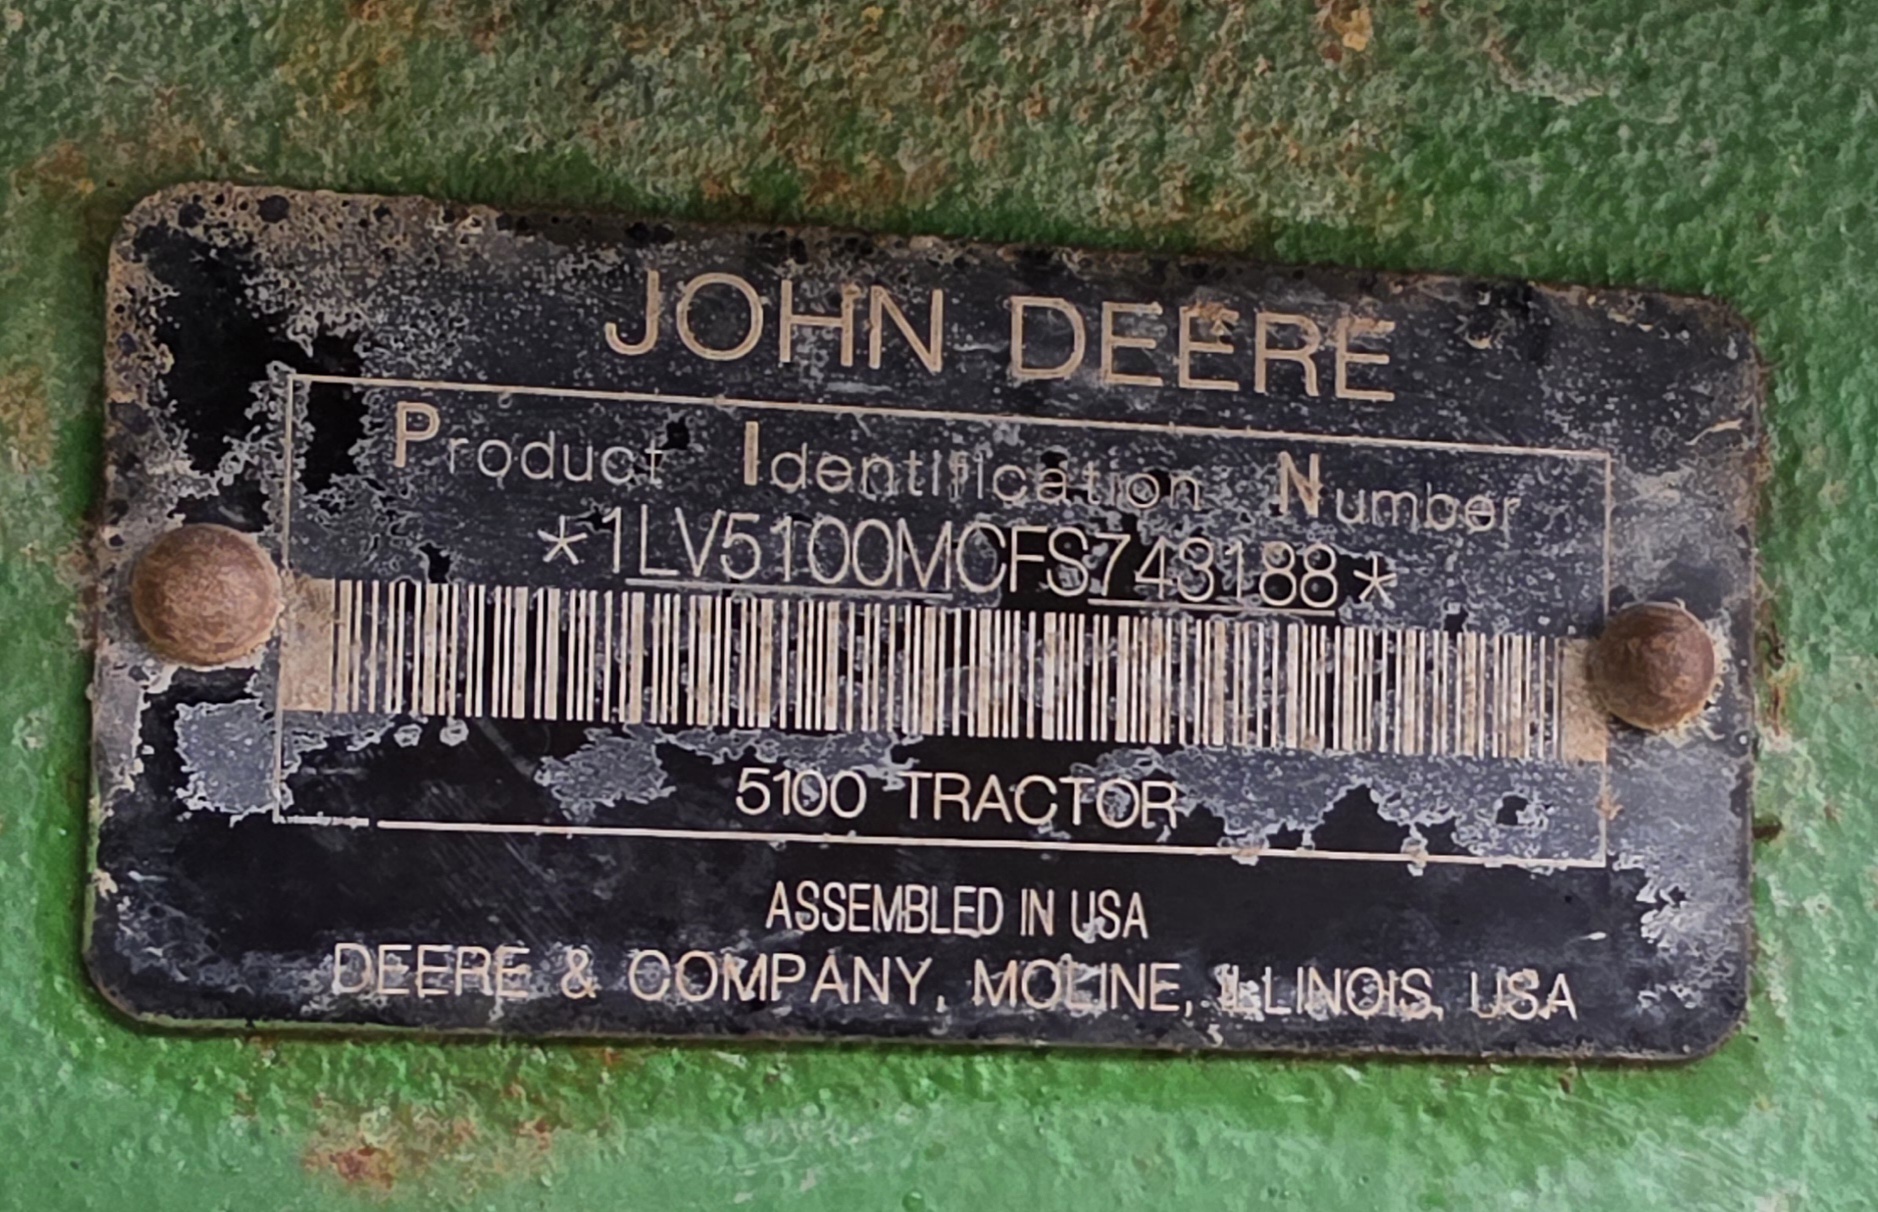 JOHN DEERE
Product Identification Number
*1LV5100MCFS743188*
5100 TRACTOR
ASSEMBLED IN USA
DEERE & COMPANY, MOLINE, ILLINOIS, USA